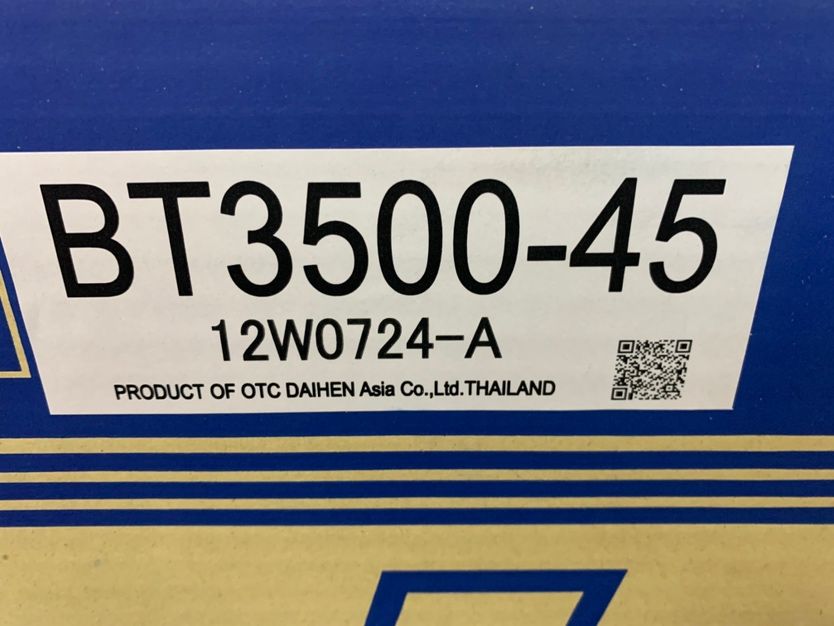 BT3500-45
12W0724-A
PRODUCT OF OTC DAIHEN Asia Co.,Ltd.THAILAND